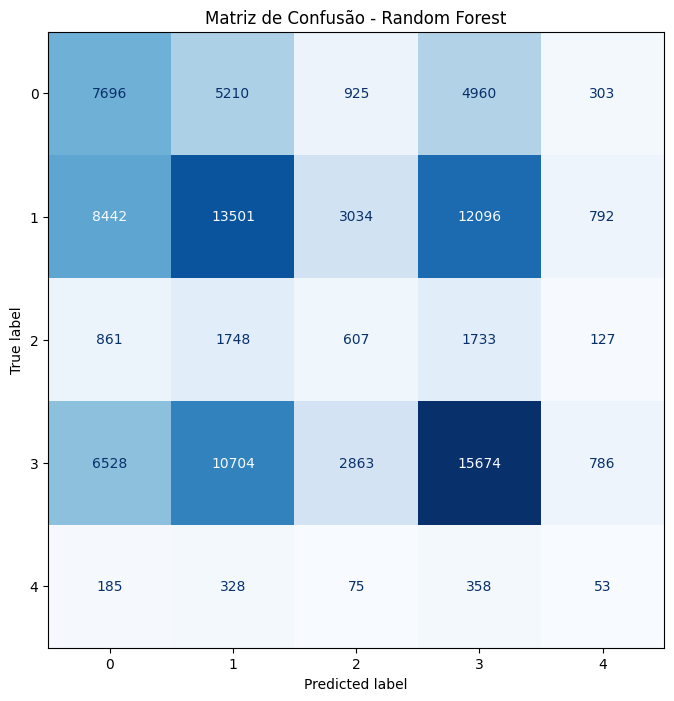 Matriz de Confusão - Random Forest
0 7696 5210 925 4960 303
1 8442 13501 3034 12096 792
2 861 1748 607 1733 127
3 6528 10704 2863 15674 786
4 185 328 75 358 53
0 1 2 3 4
Predicted label
True label